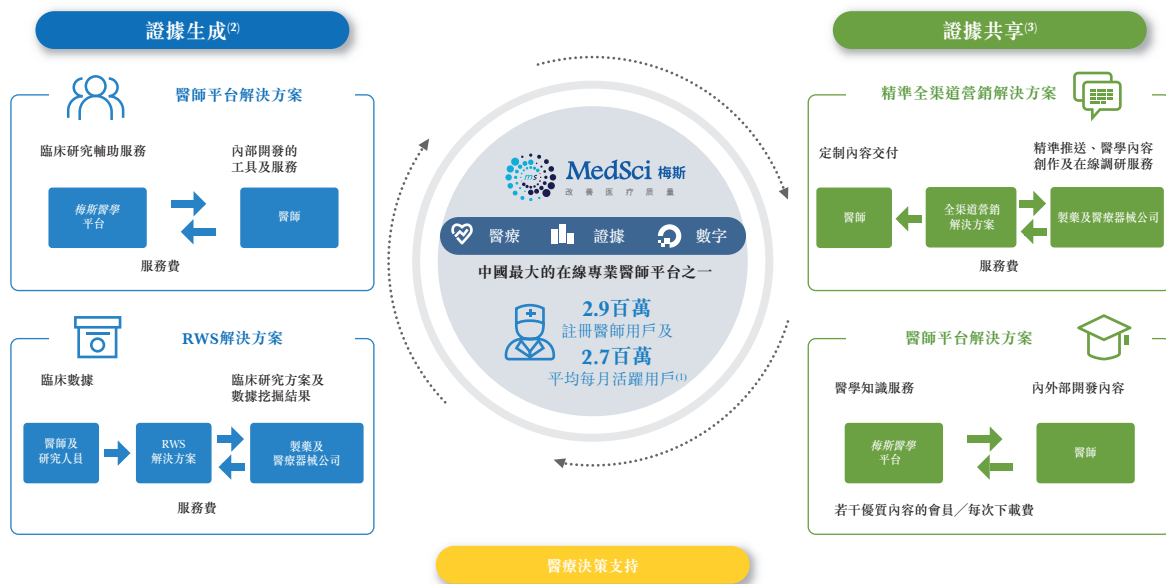 證據生成(2)
醫師平台解決方案
臨床研究輔助服務
內部開發的
工具及服務
梅斯醫學
平台
醫師
服務費
RWS解決方案
臨床數據
臨床研究方案及
數據挖掘結果
醫師及
研究人員
RWS
解決方案
製藥及
醫療器械公司
服務費
ms
MedSci 梅斯
改善医疗质量
醫療
證據
數字
中國最大的在線專業醫師平台之一
2.9百萬
註冊醫師用戶及
2.7百萬
平均每月活躍用戶(1)
證據共享(3)
精準全渠道營銷解決方案
定制內容交付
精準推送、醫學內容
創作及在線調研服務
醫師
全渠道營銷
解決方案
製藥及醫療器械公司
服務費
醫師平台解決方案
醫學知識服務
內外部開發內容
梅斯醫學
平台
醫師
若干優質內容的會員／每次下載費
醫療決策支持